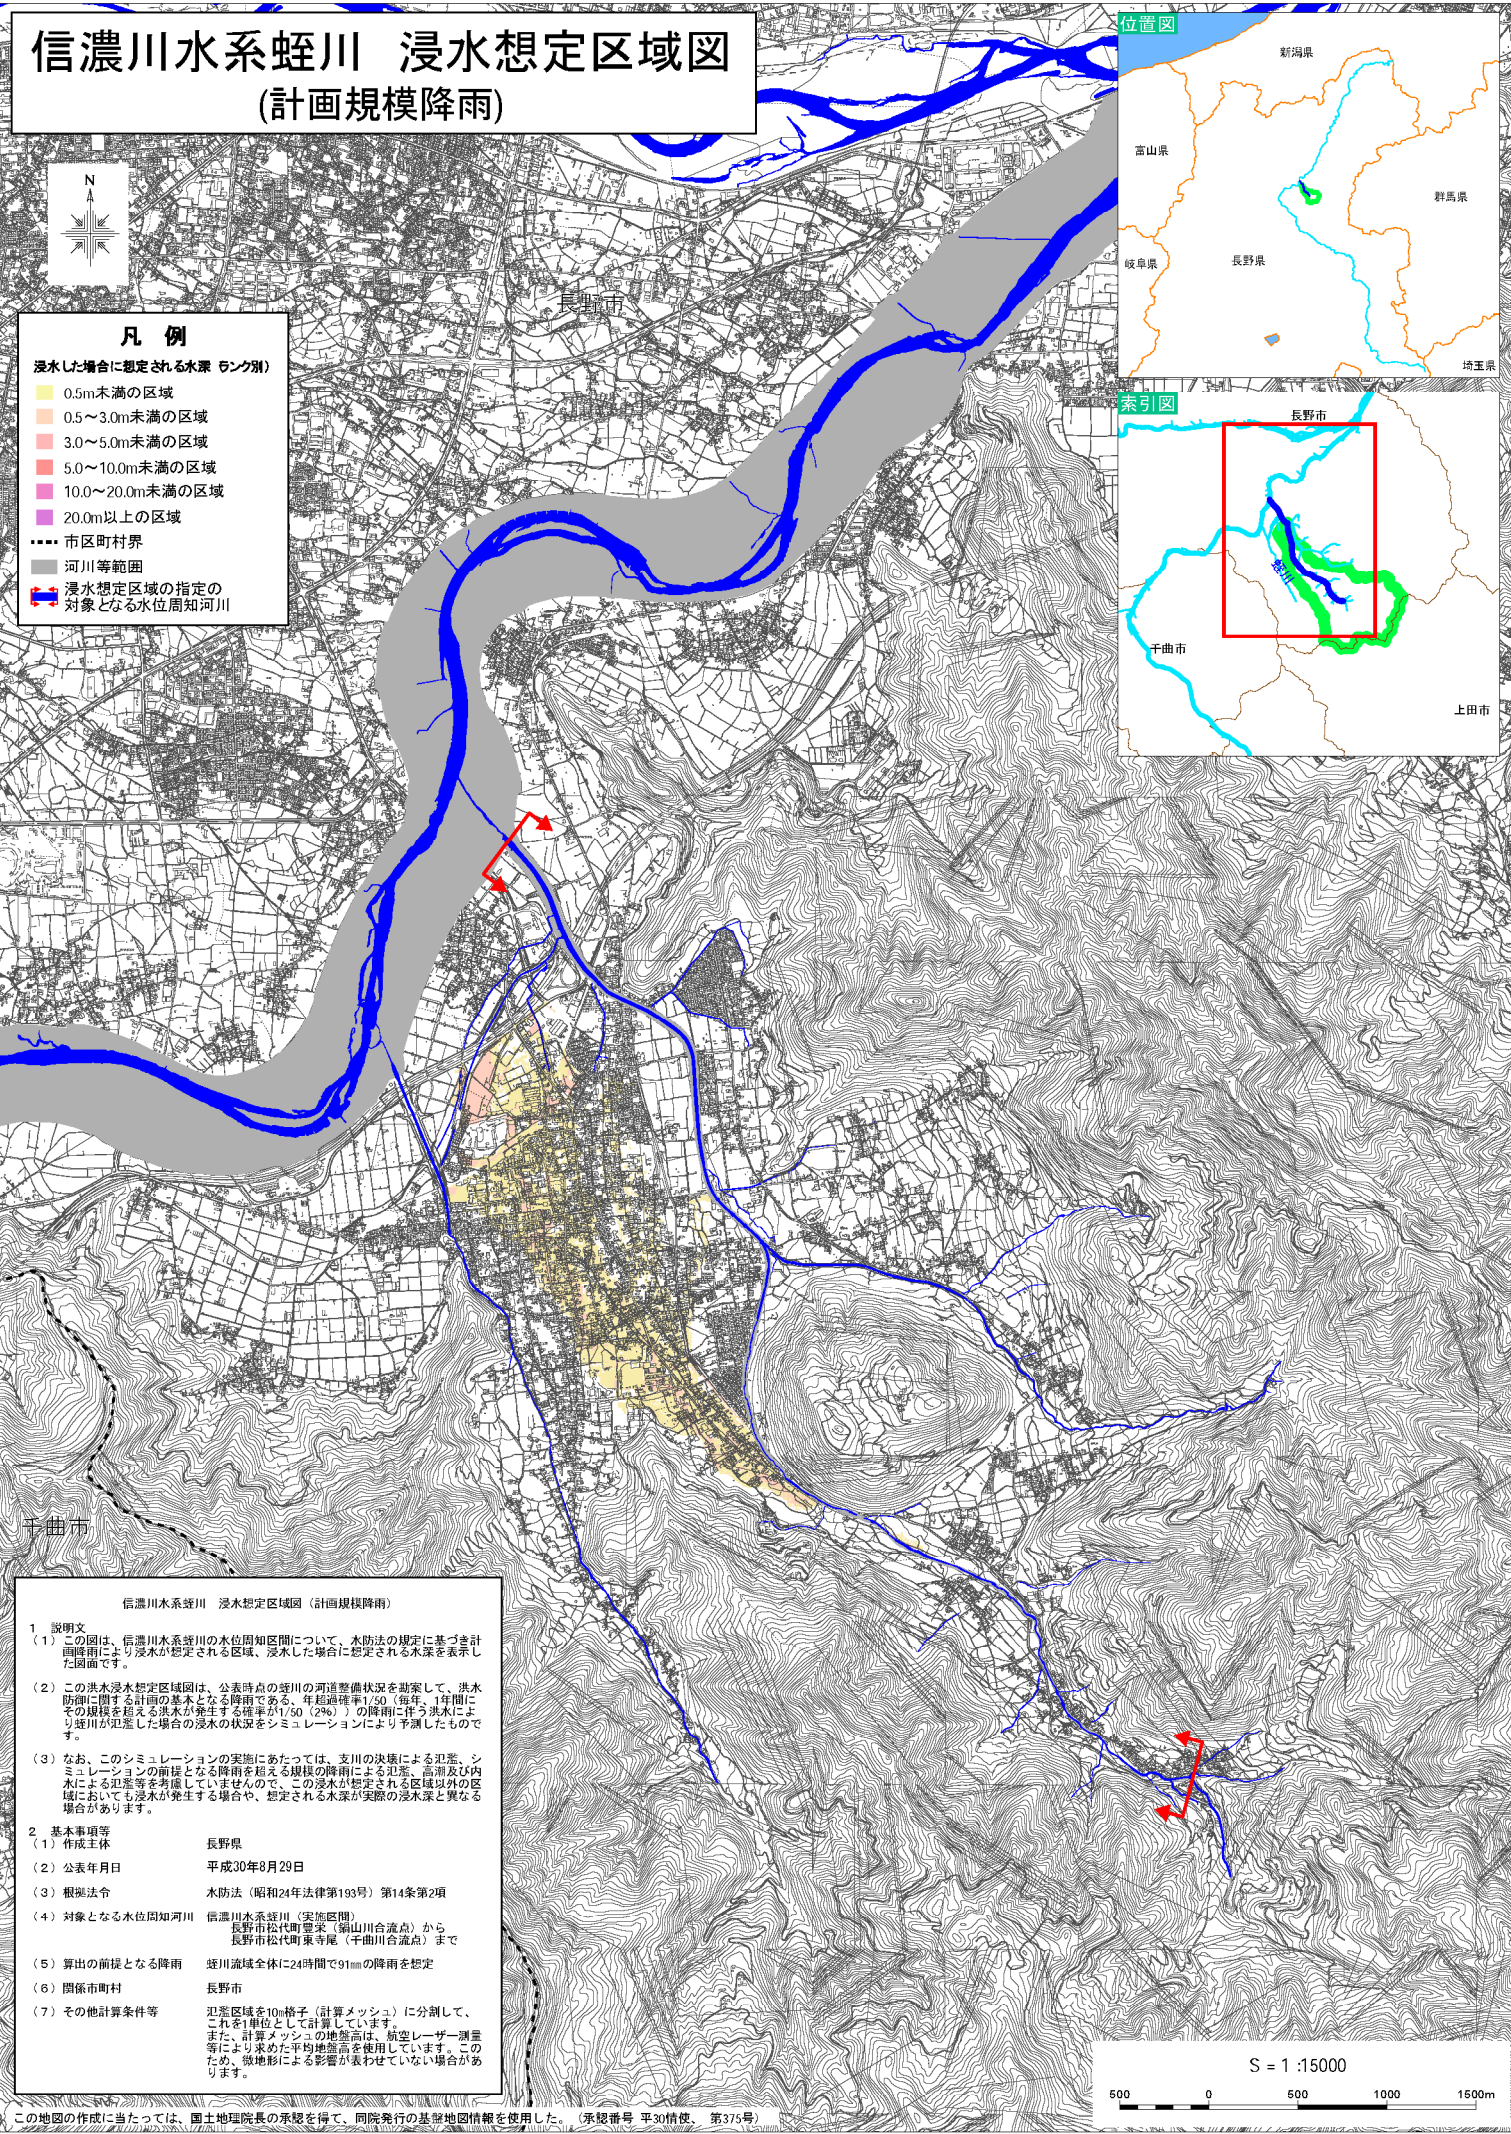 信濃川水系蛭川　浸水想定区域図
(計画規模降雨)
N
凡　例
浸水した場合に想定される水深 ランク別)
0.5m未満の区域
0.5～3.0m未満の区域
3.0～5.0m未満の区域
5.0～10.0m未満の区域
10.0～20.0m未満の区域
20.0m以上の区域
市区町村界
河川等範囲
浸水想定区域の指定の
対象となる水位周知河川
長野市
千曲市
位置図
新潟県
富山県
群馬県
岐阜県
長野県
埼玉県
索引図
長野市
蛭川
千曲市
上田市
信濃川水系蛭川　浸水想定区域図（計画規模降雨）
1　説明文
（1）この図は、信濃川水系蛭川の水位周知区間について、水防法の規定に基づき計
画降雨により浸水が想定される区域、浸水した場合に想定される水深を表示し
た図面です。
（2）この洪水浸水想定区域図は、公表時点の蛭川の河道整備状況を勘案して、洪水
防御に関する計画の基本となる降雨である、年超過確率1/50（毎年、1年間に
その規模を超える洪水が発生する確率が1/50（2%））の降雨に伴う洪水によ
り蛭川が氾濫した場合の浸水の状況をシミュレーションにより予測したもので
す。
（3）なお、このシミュレーションの実施にあたっては、支川の決壊による氾濫、シ
ミュレーションの前提となる降雨を超える規模の降雨による氾濫、高潮及び内
水による氾濫等を考慮していませんので、この浸水が想定される区域以外の区
域においても浸水が発生する場合や、想定される水深が実際の浸水深と異なる
場合があります。
2　基本事項等
（1）作成主体　長野県
（2）公表年月日　平成30年8月29日
（3）根拠法令　水防法（昭和24年法律第193号）第14条第2項
（4）対象となる水位周知河川　信濃川水系蛭川（実施区間）
長野市松代町豊栄（鍋山川合流点）から
長野市松代町東寺尾（千曲川合流点）まで
（5）算出の前提となる降雨　蛭川流域全体に24時間で91mmの降雨を想定
（6）関係市町村　長野市
（7）その他計算条件等　氾濫区域を10m格子（計算メッシュ）に分割して、
これを1単位として計算しています。
また、計算メッシュの地盤高は、航空レーザー測量
等により求めた平均地盤高を使用しています。この
ため、微地形による影響が表わせていない場合があ
ります。
S = 1 :15000
500 0 500 1000 1500m
この地図の作成に当たっては、国土地理院長の承認を得て、同院発行の基盤地図情報を使用した。（承認番号 平30情使、 第375号）